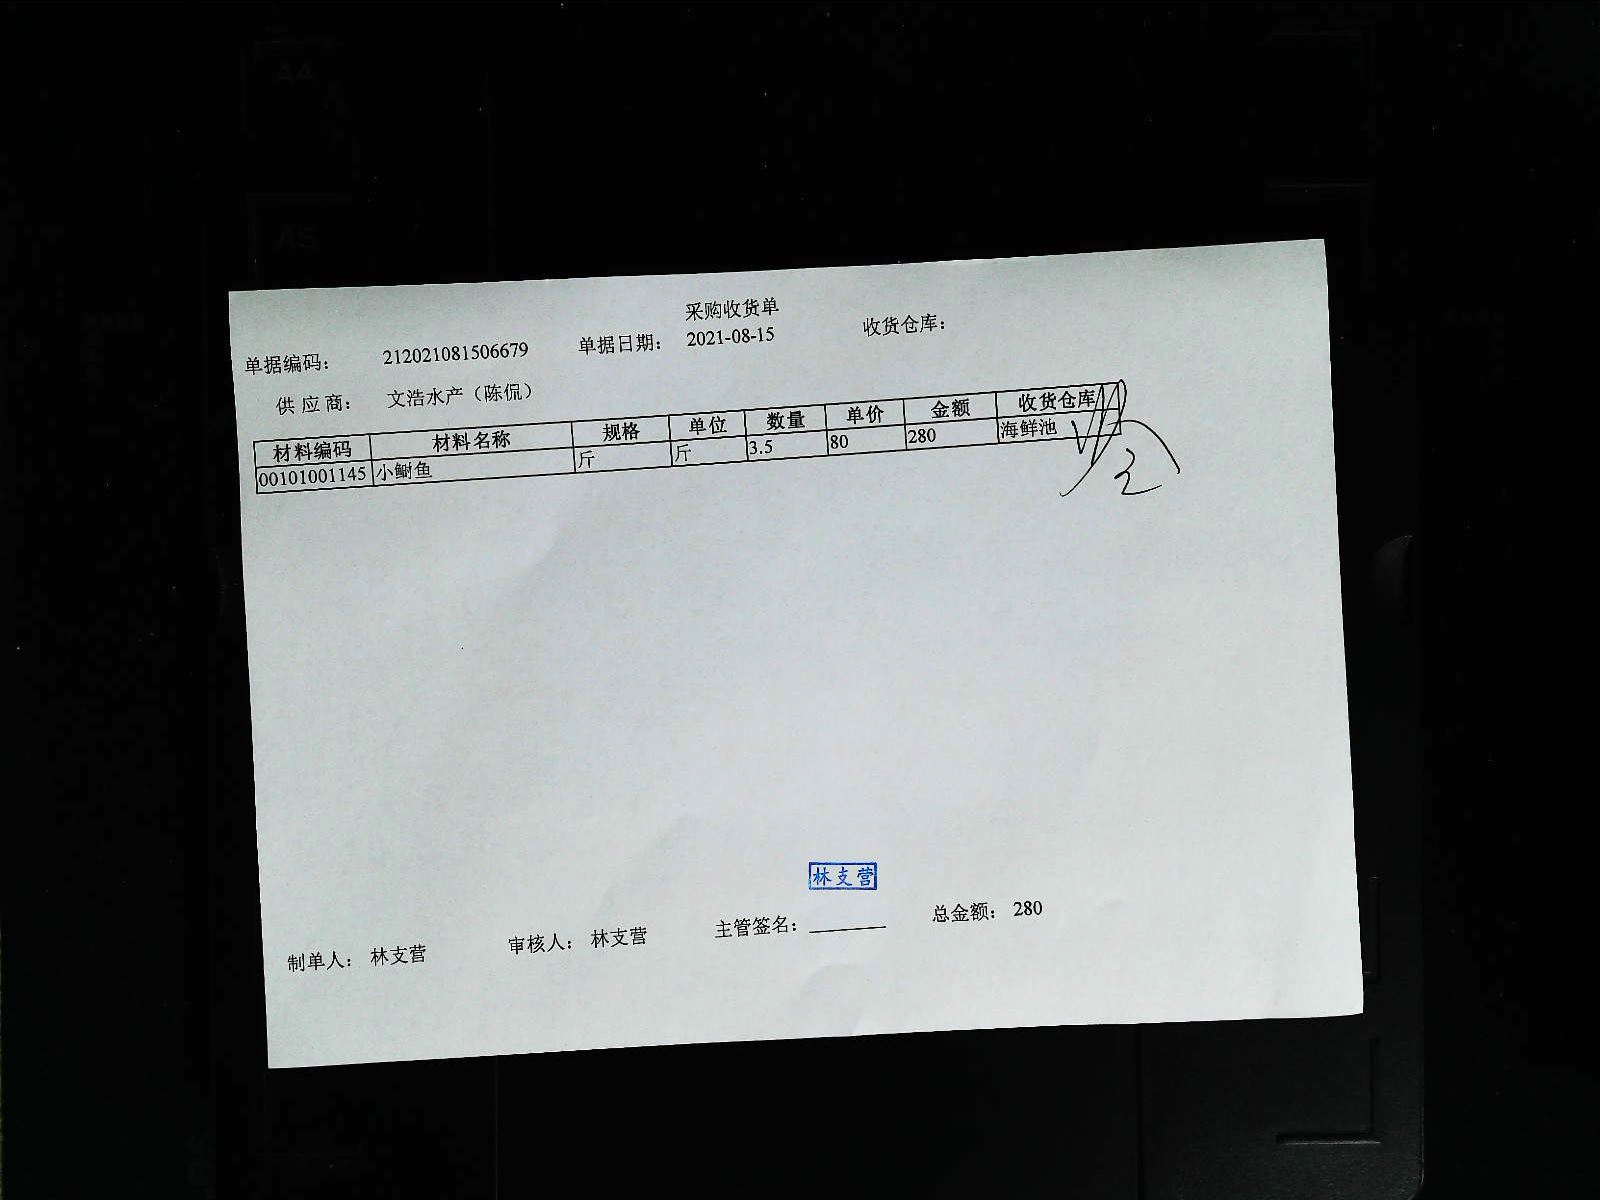 采购收货单
单据编码： 212021081506679 单据日期： 2021-08-15 收货仓库：
供应商： 文浩水产（陈侃）
材料编码 材料名称 规格 单位 数量 单价 金额 收货仓库
00101001145 小鲥鱼 斤 斤 3.5 80 280 海鲜池
林支营
制单人： 林支营 审核人： 林支营 主管签名： 总金额： 280